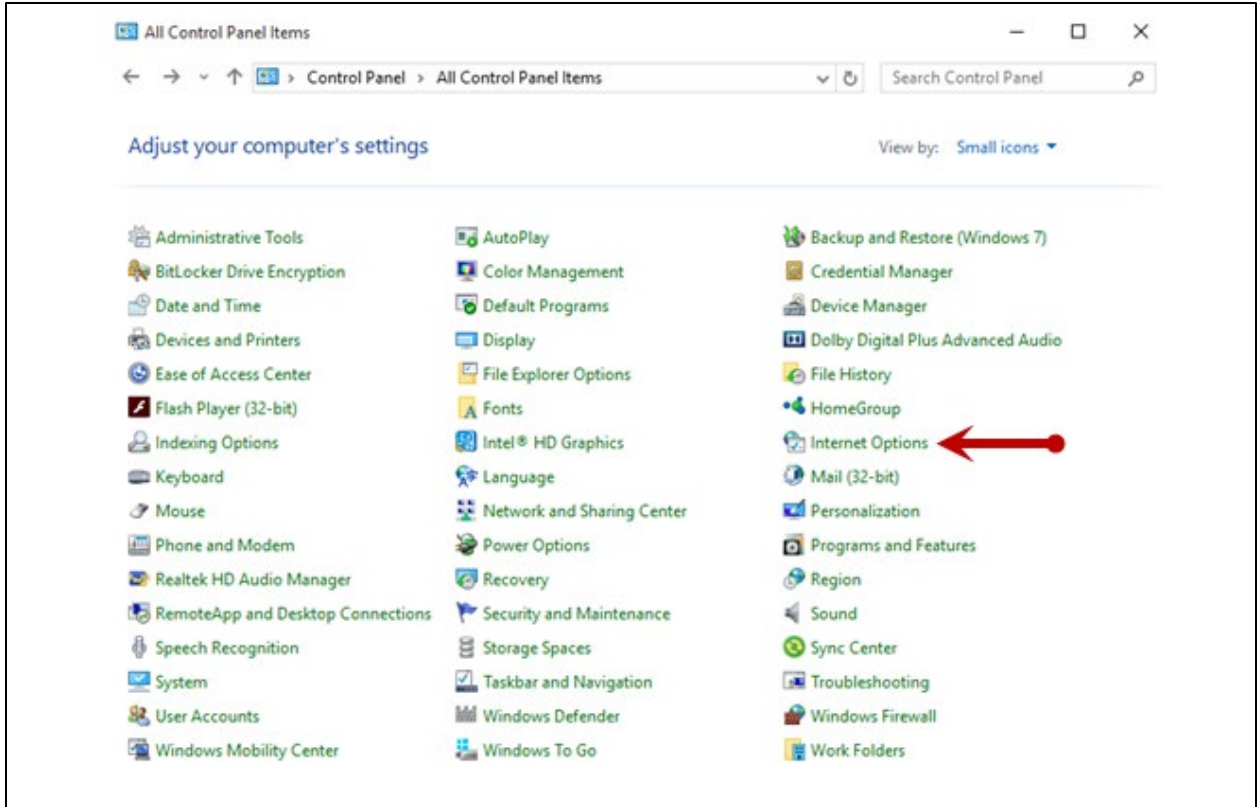 All Control Panel Items
Control Panel > All Control Panel Items Search Control Panel
Adjust your computer's settings View by: Small icons
Administrative Tools AutoPlay Backup and Restore (Windows 7)
BitLocker Drive Encryption Color Management Credential Manager
Date and Time Default Programs Device Manager
Devices and Printers Display Dolby Digital Plus Advanced Audio
Ease of Access Center File Explorer Options File History
Flash Player (32-bit) Fonts HomeGroup
Indexing Options Intel® HD Graphics Internet Options
Keyboard Language Mail (32-bit)
Mouse Network and Sharing Center Personalization
Phone and Modem Power Options Programs and Features
Realtek HD Audio Manager Recovery Region
RemoteApp and Desktop Connections Security and Maintenance Sound
Speech Recognition Storage Spaces Sync Center
System Taskbar and Navigation Troubleshooting
User Accounts Windows Defender Windows Firewall
Windows Mobility Center Windows To Go Work Folders